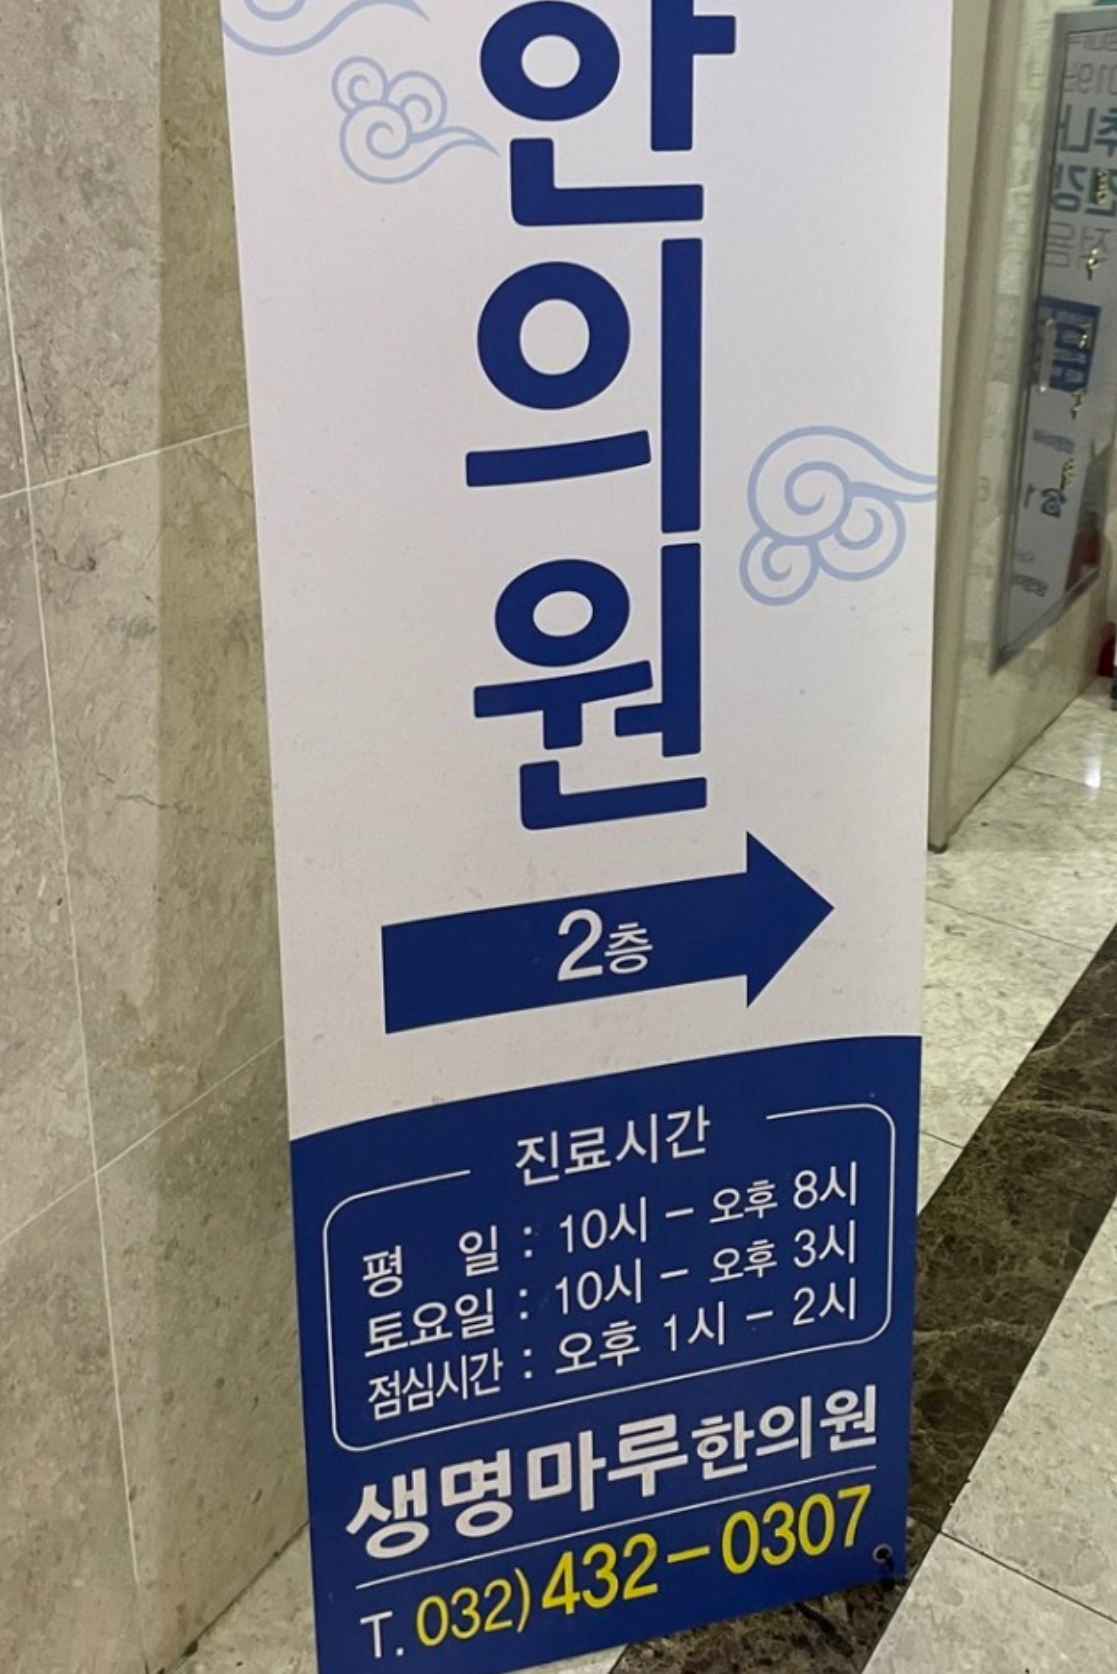 한의원
2층
진료시간
평 일 : 10시 - 오후 8시
토요일 : 10시 - 오후 3시
점심시간 : 오후 1시 - 2시
생명마루한의원
T. 032) 432-0307